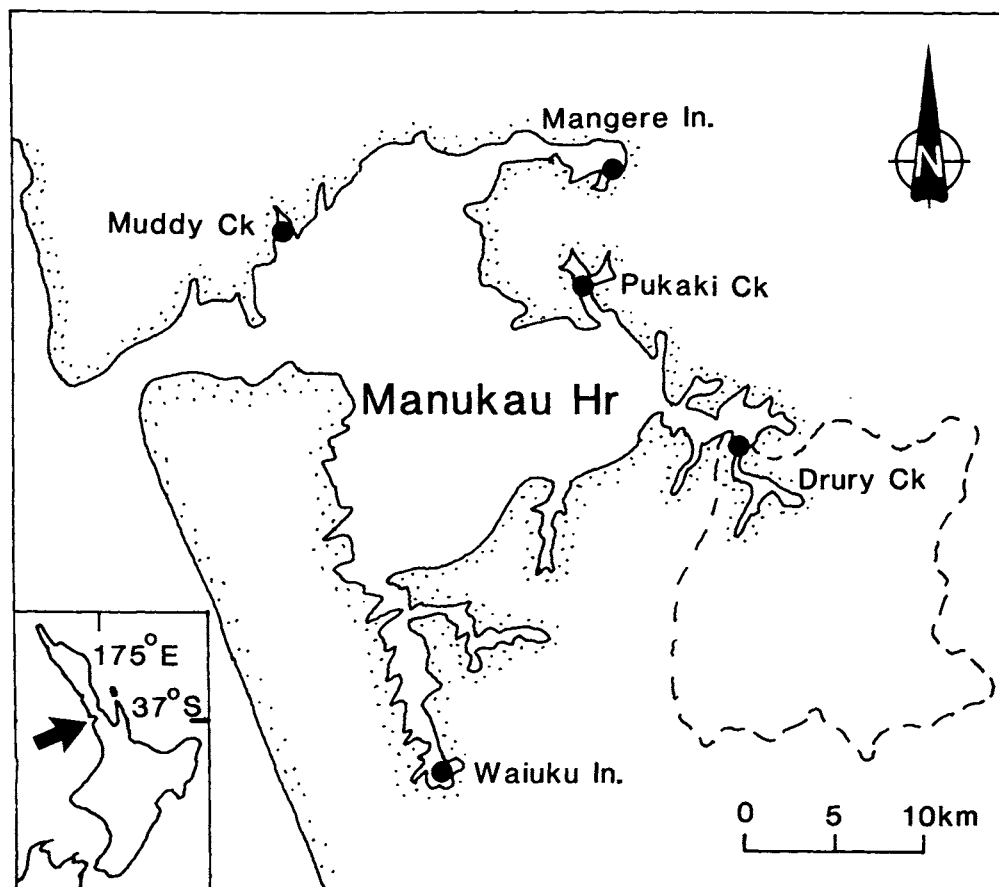 Mangere In.
N
Muddy Ck
Pukaki Ck
Manukau Hr
Drury Ck
175°E
37°S
Waiuku In.
0 5 10km